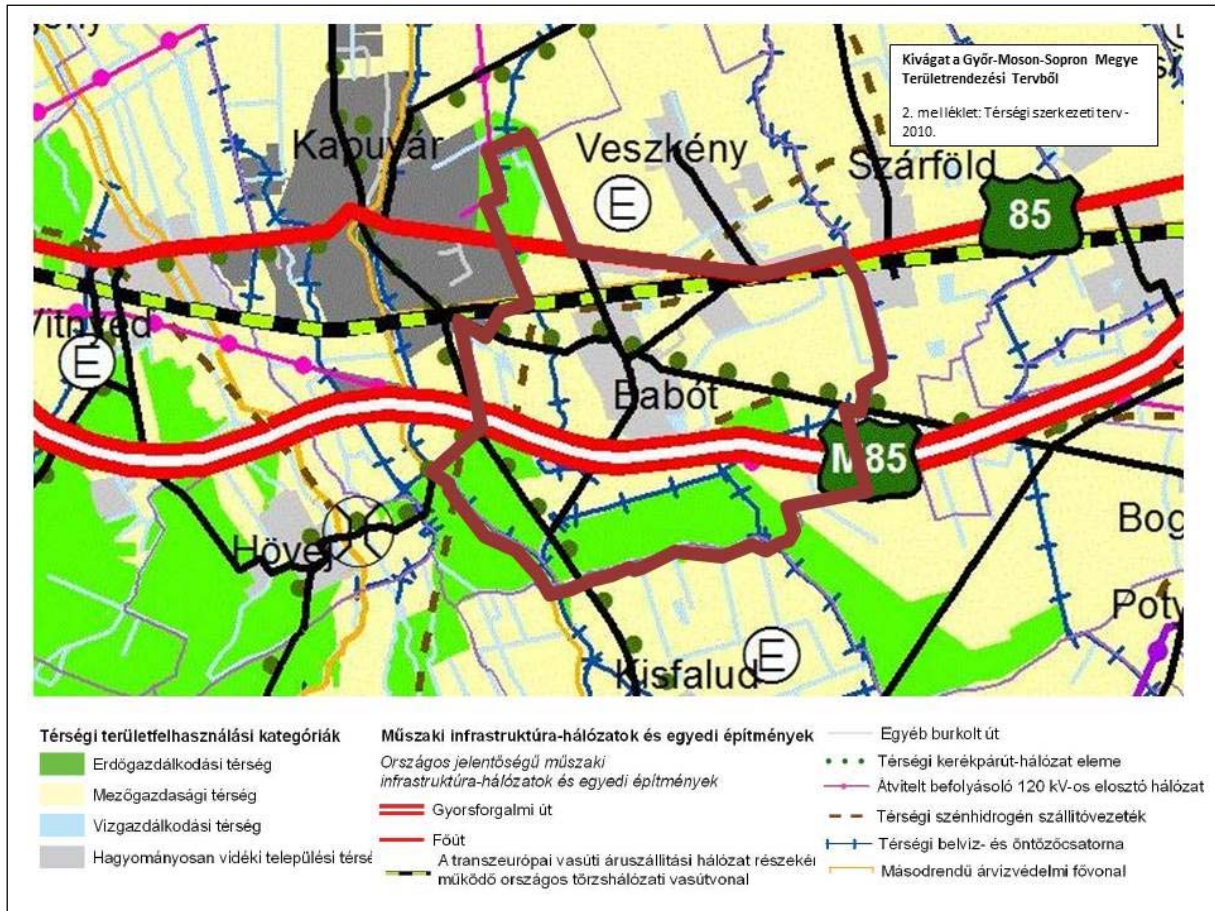 Kivágat a Győr-Moson-Sopron Megye
Területrendezési Tervből
2. melléklet: Térségi szerkezeti terv -
2010.
Kapuvár
Veszkény
Szárföld
E
85
Vitnyéd
E
Babót
M85
Hövej
Bog
Poty
Kisfalud
E
Térségi területfelhasználási kategóriák
Erdőgazdálkodási térség
Mezőgazdasági térség
Vízgazdálkodási térség
Hagyományosan vidéki települési térsé
Műszaki infrastruktúra-hálózatok és egyedi építmények
Országos jelentőségű műszaki
infrastruktúra-hálózatok és egyedi építmények
Gyorsforgalmi út
Főút
A transzeurópai vasúti áruszállítási hálózat részekér
működő országos törzshálózati vasútvonal
Egyéb burkolt út
Térségi kerékpárút-hálózat eleme
Átvitelt befolyásoló 120 kV-os elosztó hálózat
Térségi szénhidrogén szállítóvezeték
Térségi belvíz- és öntözőcsatorna
Másodrendű árvízvédelmi fővonal